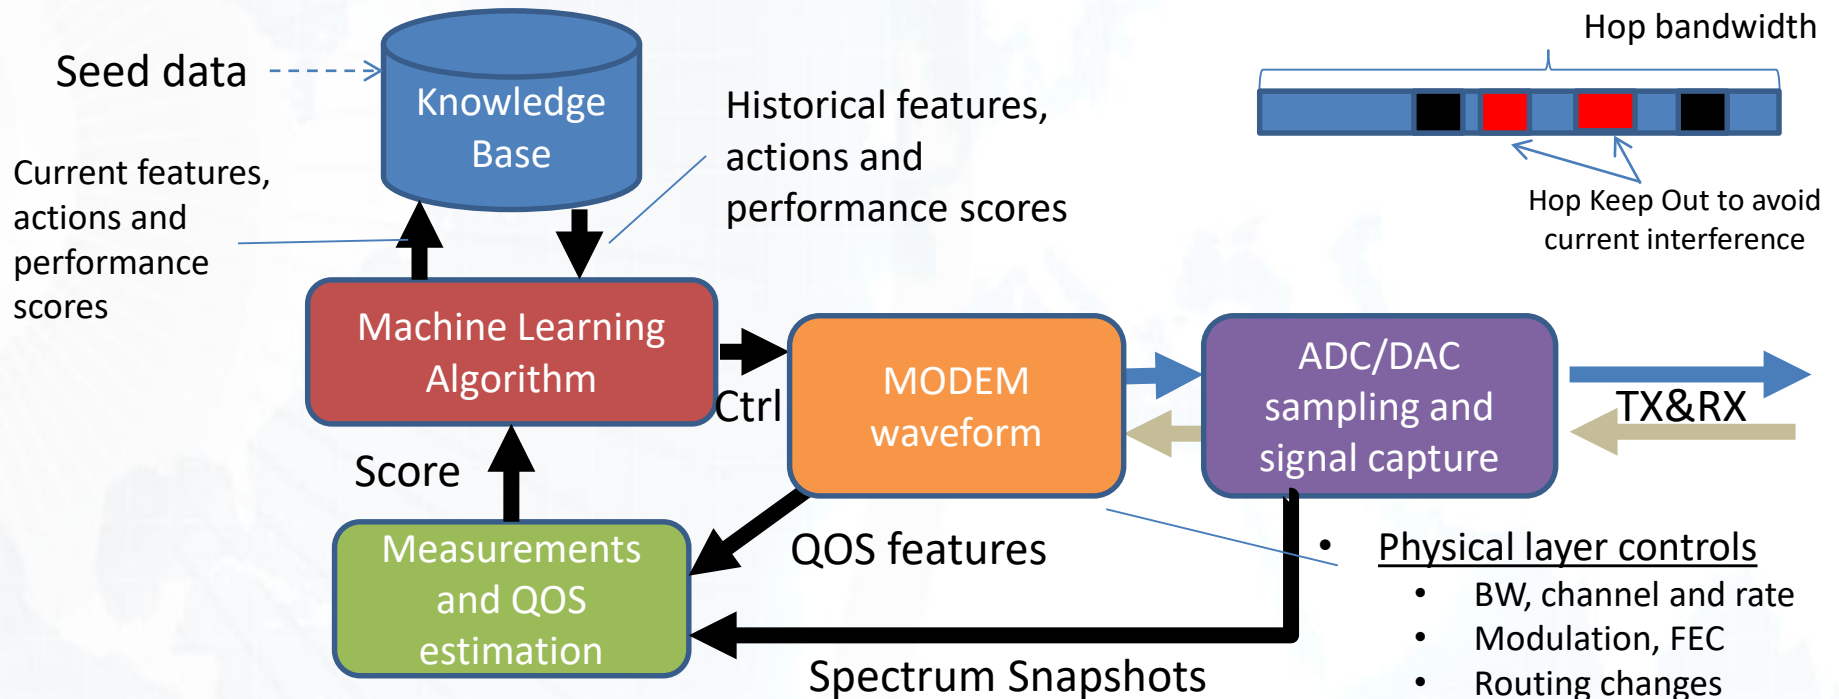 Seed data
Knowledge
Base
Historical features,
actions and
performance scores
Current features,
actions and
performance
scores
Hop bandwidth
Hop Keep Out to avoid
current interference
Machine Learning
Algorithm
Ctrl
MODEM
waveform
ADC/DAC
sampling and
signal capture
TX&RX
Score
Measurements
and QOS
estimation
QOS features
Spectrum Snapshots
• Physical layer controls
• BW, channel and rate
• Modulation, FEC
• Routing changes